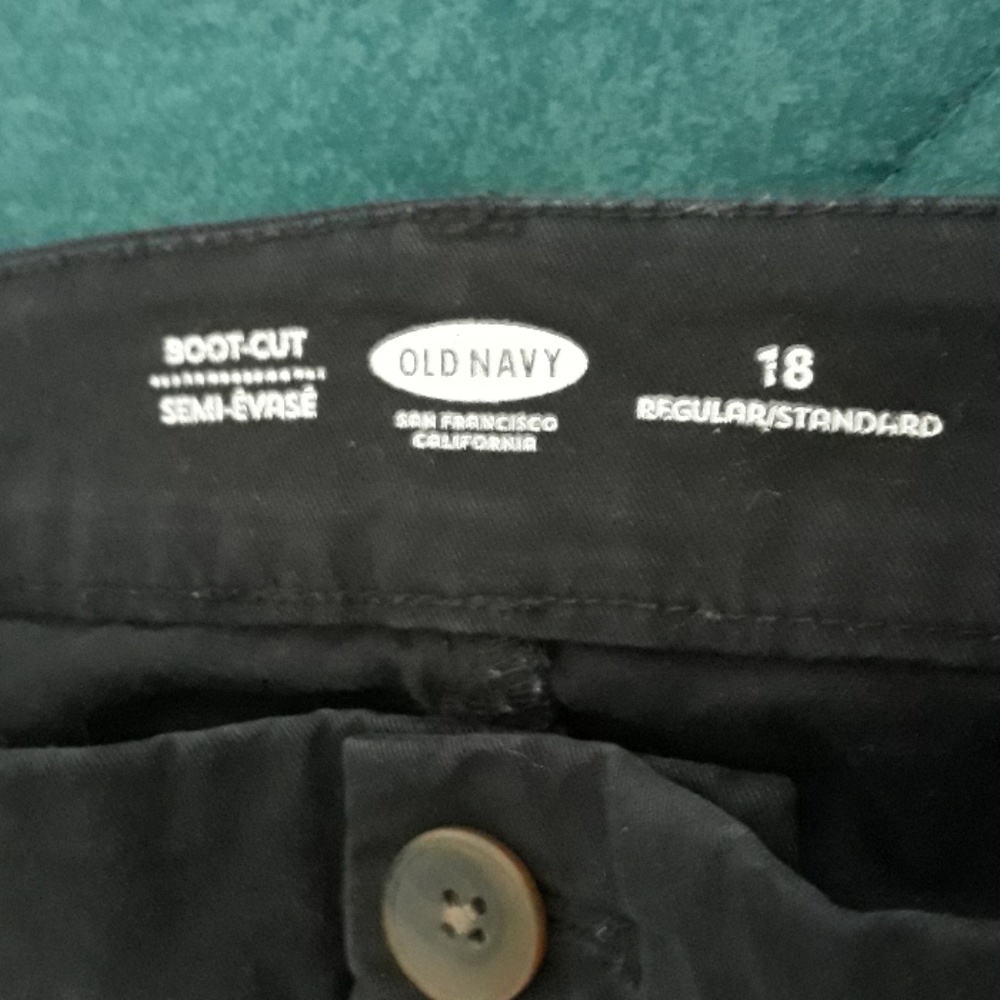 BOOT-CUT
SEMI-ÉVASÉ
OLD NAVY
SAN FRANCISCO
CALIFORNIA
18
REGULAR/STANDARD